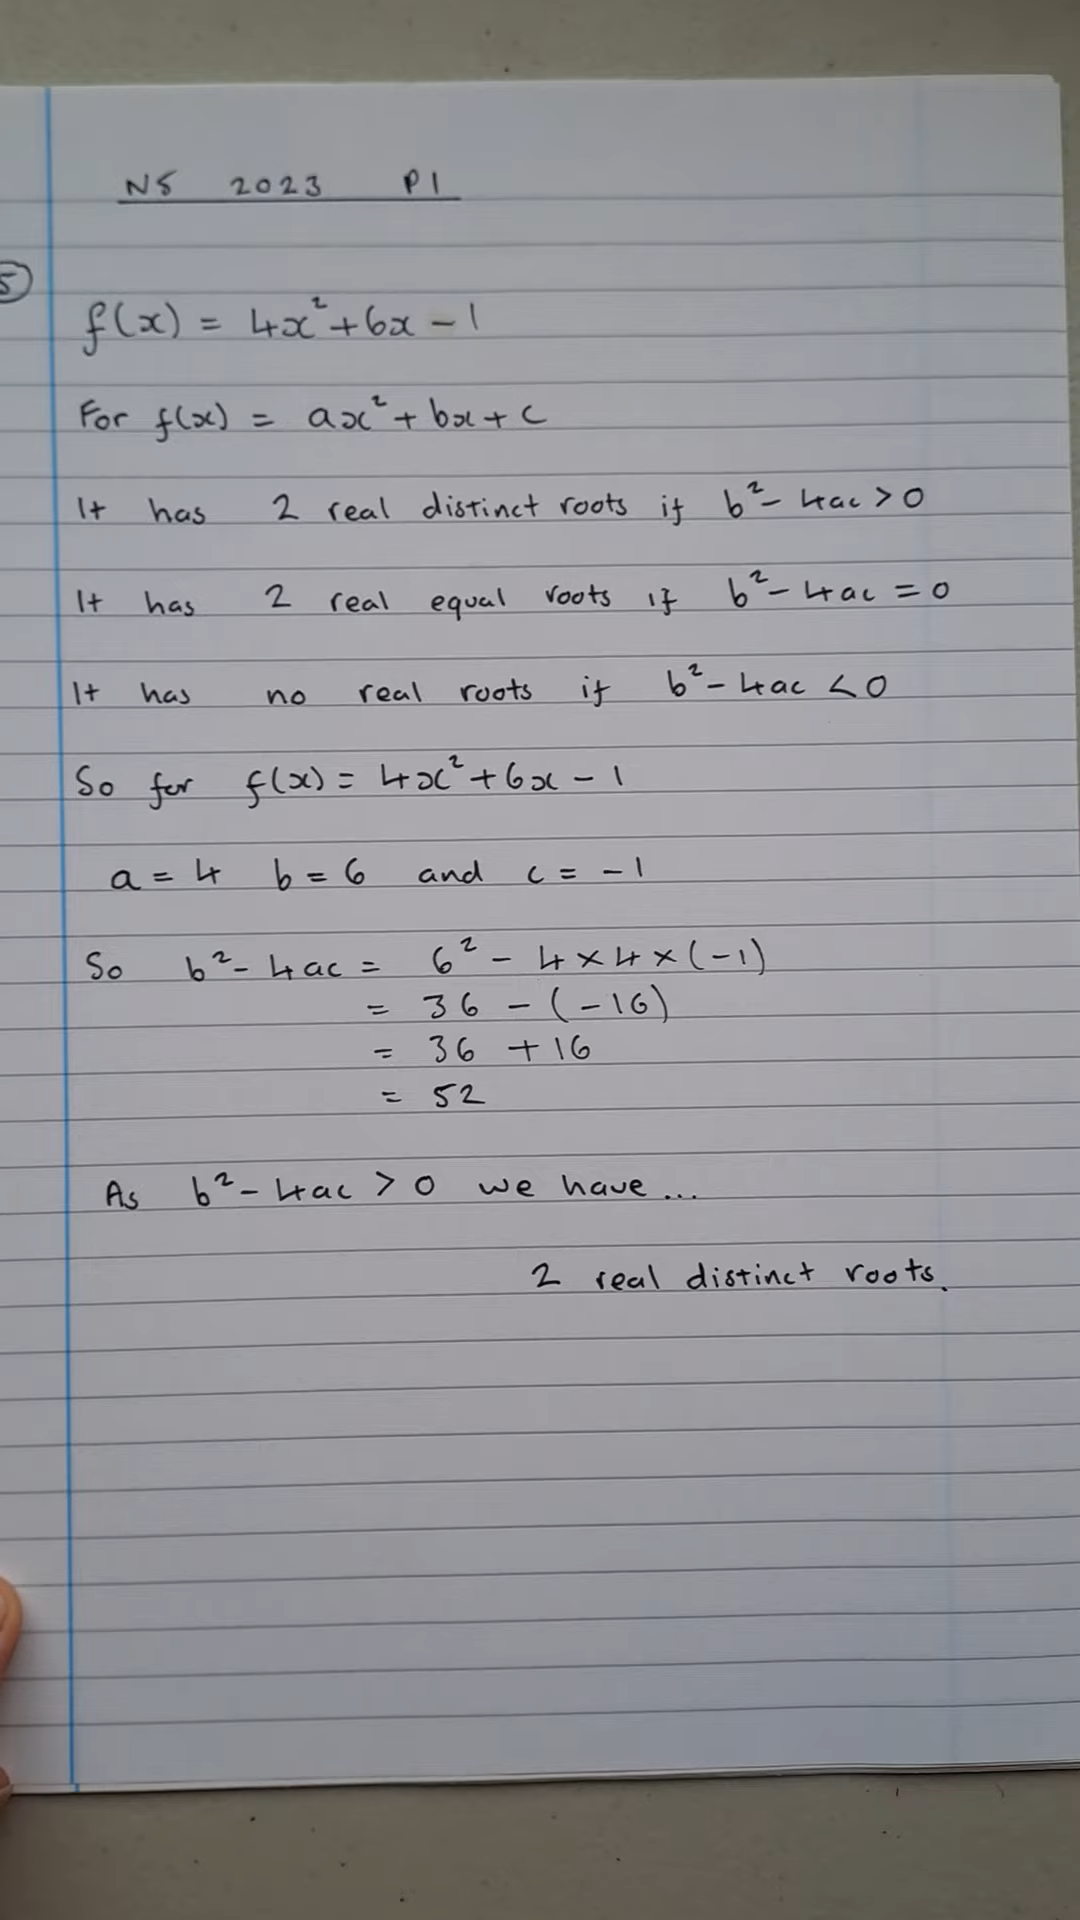 N5 2023 P1
5
f(x) = 4x² + 6x - 1
For f(x) = ax² + bx + c
It has 2 real distinct roots if b² - 4ac > 0
It has 2 real equal roots if b² - 4ac = 0
It has no real roots if b² - 4ac < 0
So for f(x) = 4x² + 6x - 1
a = 4 b = 6 and c = -1
So b² - 4ac = 6² - 4 × 4 × (-1)
= 36 - (-16)
= 36 + 16
= 52
As b² - 4ac > 0 we have...
2 real distinct roots.